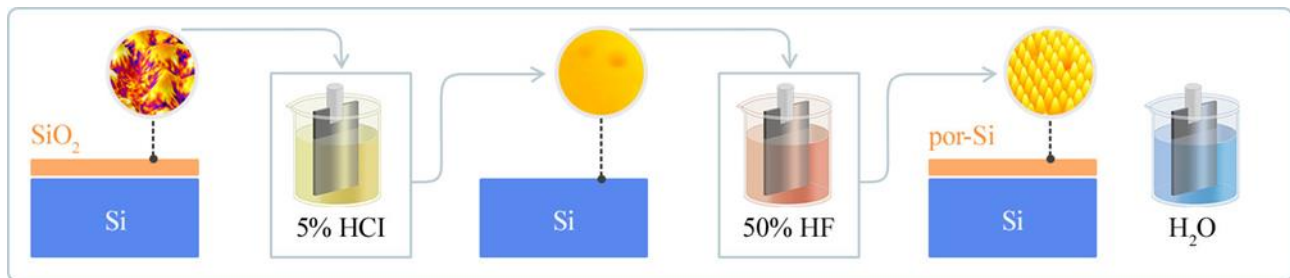 SiO₂
Si
5% HCl
Si
50% HF
por-Si
Si
H₂O